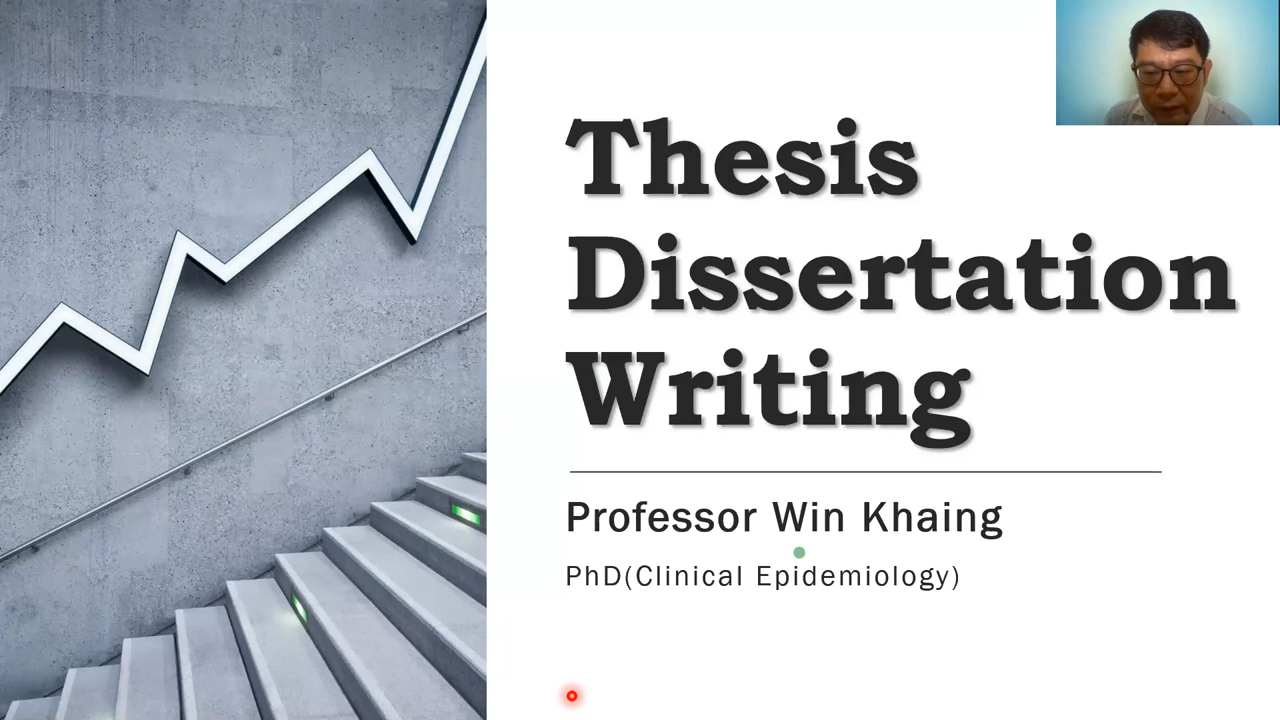 Thesis
Dissertation
Writing
Professor Win Khaing
PhD(Clinical Epidemiology)